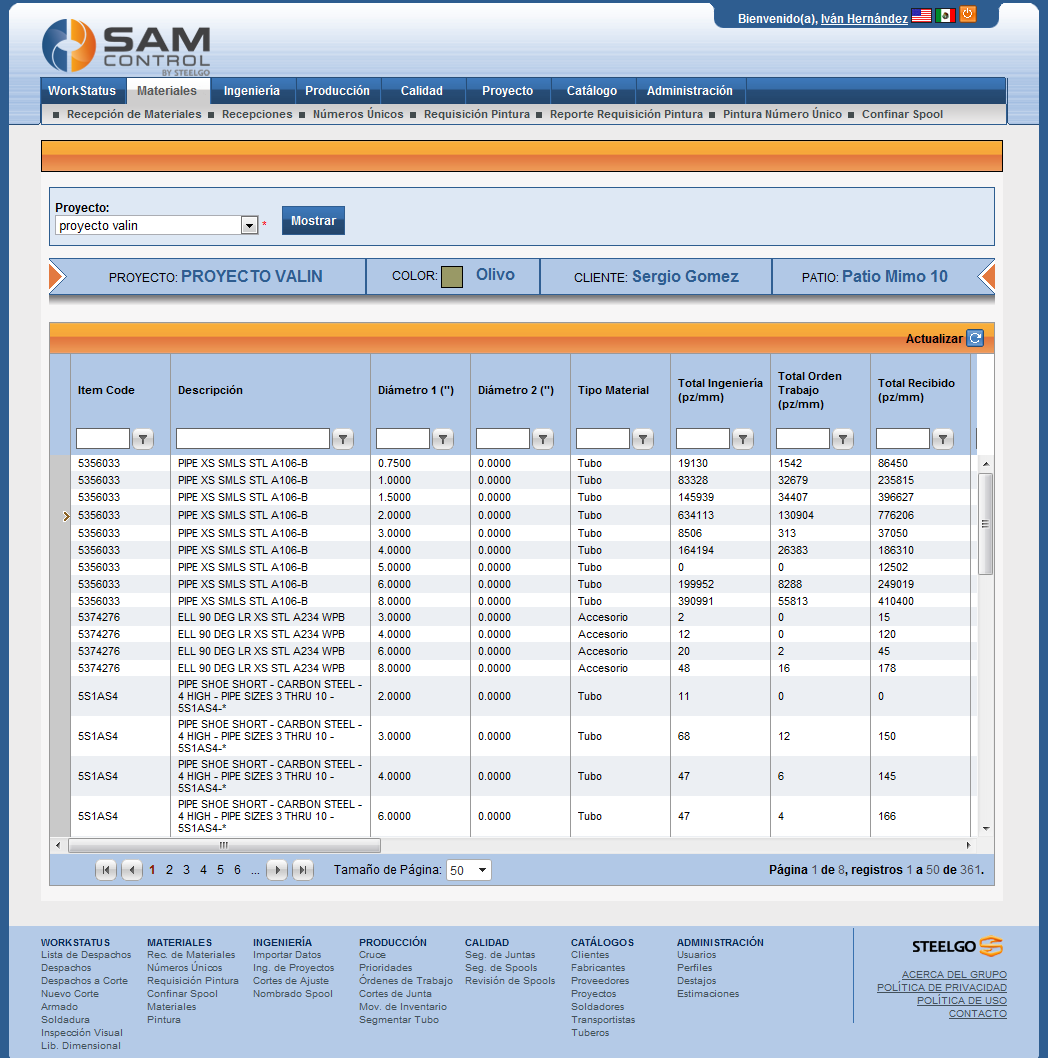 Bienvenido(a), Iván Hernández
SAM
CONTROL
BY STEELGO
WorkStatus Materiales Ingeniería Producción Calidad Proyecto Catálogo Administración
Recepción de Materiales Recepciones Números Únicos Requisición Pintura Reporte Requisición Pintura Pintura Número Único Confinar Spool
Proyecto:
proyecto valin * Mostrar
PROYECTO: PROYECTO VALIN COLOR: Olivo CLIENTE: Sergio Gomez PATIO: Patio Mimo 10
Actualizar
Item Code Descripción Diámetro 1 (") Diámetro 2 (") Tipo Material Total Ingeniería (pz/mm) Total Orden Trabajo (pz/mm) Total Recibido (pz/mm)
5356033 PIPE XS SMLS STL A106-B 0.7500 0.0000 Tubo 19130 1542 86450
5356033 PIPE XS SMLS STL A106-B 1.0000 0.0000 Tubo 83328 32679 235815
5356033 PIPE XS SMLS STL A106-B 1.5000 0.0000 Tubo 145939 34407 396627
5356033 PIPE XS SMLS STL A106-B 2.0000 0.0000 Tubo 634113 130904 776206
5356033 PIPE XS SMLS STL A106-B 3.0000 0.0000 Tubo 8506 313 37050
5356033 PIPE XS SMLS STL A106-B 4.0000 0.0000 Tubo 164194 26383 186310
5356033 PIPE XS SMLS STL A106-B 5.0000 0.0000 Tubo 0 0 12502
5356033 PIPE XS SMLS STL A106-B 6.0000 0.0000 Tubo 199952 8288 249019
5356033 PIPE XS SMLS STL A106-B 8.0000 0.0000 Tubo 390991 55813 410400
5374276 ELL 90 DEG LR XS STL A234 WPB 3.0000 0.0000 Accesorio 2 0 15
5374276 ELL 90 DEG LR XS STL A234 WPB 4.0000 0.0000 Accesorio 12 0 120
5374276 ELL 90 DEG LR XS STL A234 WPB 6.0000 0.0000 Accesorio 20 2 45
5374276 ELL 90 DEG LR XS STL A234 WPB 8.0000 0.0000 Accesorio 48 16 178
PIPE SHOE SHORT - CARBON STEEL -
5S1AS4 4 HIGH - PIPE SIZES 3 THRU 10 - 2.0000 0.0000 Tubo 11 0 0
5S1AS4-*
PIPE SHOE SHORT - CARBON STEEL -
5S1AS4 4 HIGH - PIPE SIZES 3 THRU 10 - 3.0000 0.0000 Tubo 68 12 150
5S1AS4-*
PIPE SHOE SHORT - CARBON STEEL -
5S1AS4 4 HIGH - PIPE SIZES 3 THRU 10 - 4.0000 0.0000 Tubo 47 6 145
5S1AS4-*
PIPE SHOE SHORT - CARBON STEEL -
5S1AS4 4 HIGH - PIPE SIZES 3 THRU 10 - 6.0000 0.0000 Tubo 47 4 166
5S1AS4-*
1 2 3 4 5 6 ... Tamaño de Página: 50 Página 1 de 8, registros 1 a 50 de 361.
WORKSTATUS MATERIALES INGENIERÍA PRODUCCIÓN CALIDAD CATÁLOGOS ADMINISTRACIÓN STEELGO
Lista de Despachos Rec. de Materiales Importar Datos Cruce Seg. de Juntas Clientes Usuarios
Despachos Números Únicos Ing. de Proyectos Prioridades Seg. de Spools Fabricantes Perfiles ACERCA DEL GRUPO
Despachos a Corte Requisición Pintura Cortes de Ajuste Órdenes de Trabajo Revisión de Spools Proveedores Destajos POLÍTICA DE PRIVACIDAD
Nuevo Corte Confinar Spool Nombrado Spool Cortes de Junta Proyectos Estimaciones POLÍTICA DE USO
Armado Materiales Mov. de Inventario Soldadores CONTACTO
Soldadura Pintura Segmentar Tubo Transportistas
Inspección Visual Tuberos
Lib. Dimensional